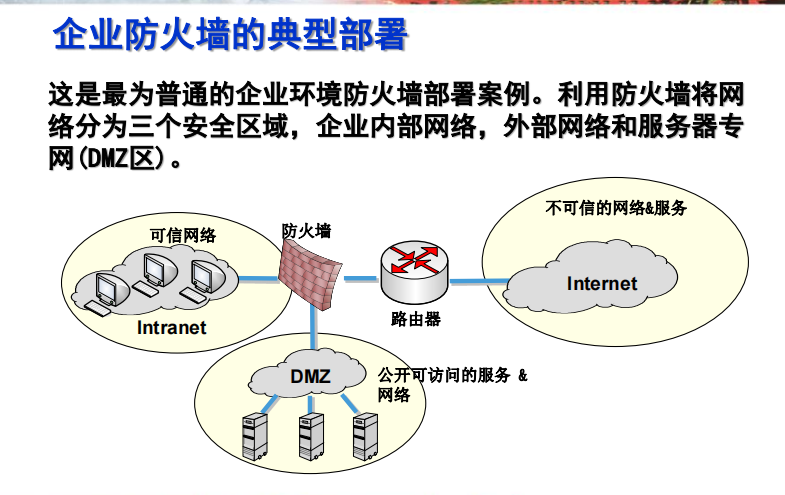 企业防火墙的典型部署
这是最为普通的企业环境防火墙部署案例。利用防火墙将网
络分为三个安全区域，企业内部网络，外部网络和服务器专
网(DMZ区)。
不可信的网络&服务
可信网络
防火墙
Internet
路由器
Intranet
DMZ
公开可访问的服务 &
网络